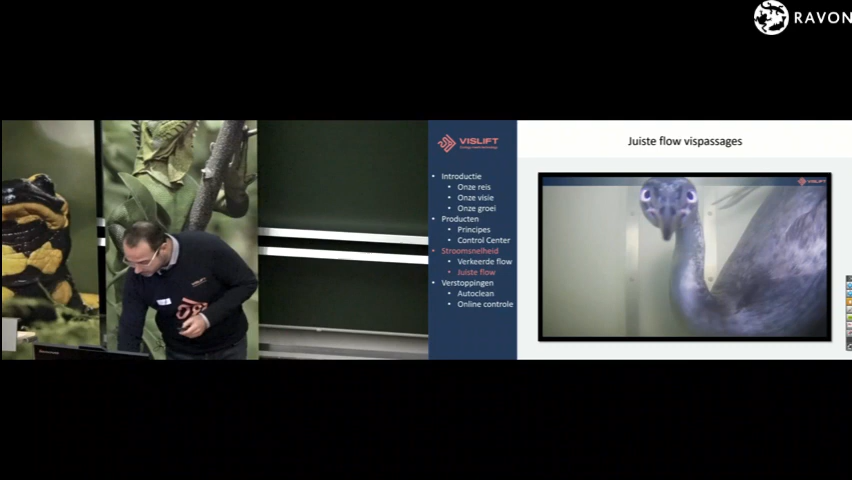 RAVON
VISLIFT
Juiste flow vispassages
• Introductie
• Onze reis
• Onze visie
• Onze groei
• Producten
• Principes
• Control Center
• Stroomsnelheid
• Verkeerde flow
• Juiste flow
• Verstoppingen
• Autoclean
• Online controle
VISLIFT
VISLIFT